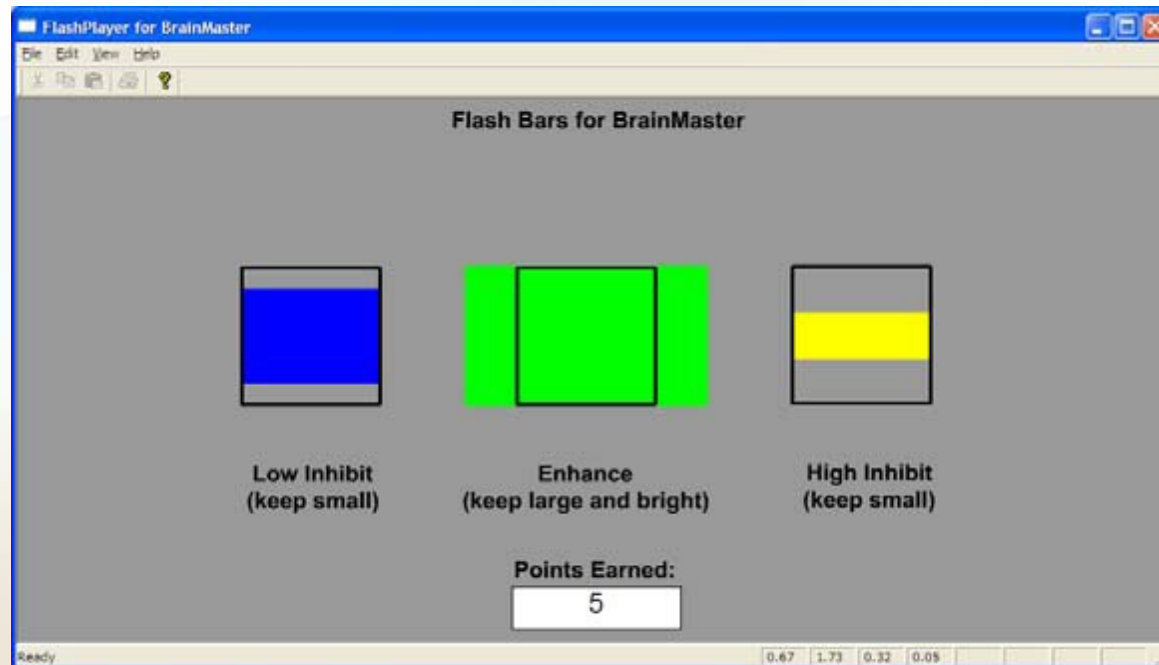 FlashPlayer for BrainMaster
File Edit View Help
Flash Bars for BrainMaster
Low Inhibit
(keep small)
Enhance
(keep large and bright)
High Inhibit
(keep small)
Points Earned:
5
Ready 0.67 1.73 0.32 0.05